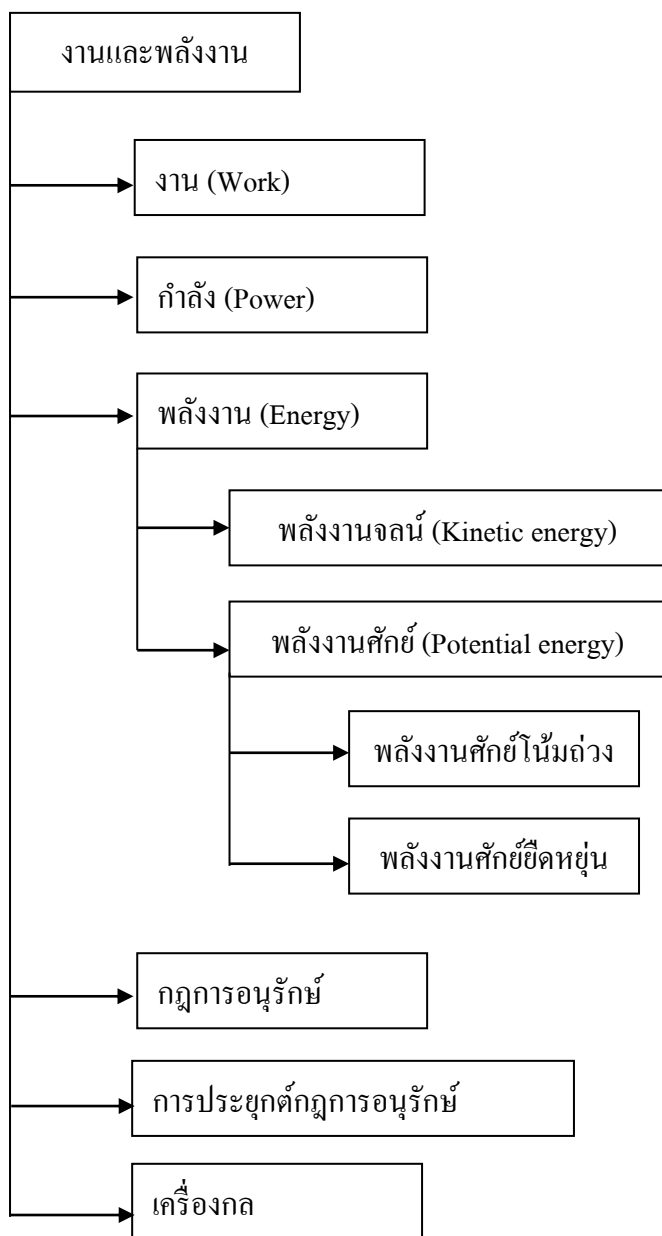 งานและพลังงาน
งาน (Work)
กำลัง (Power)
พลังงาน (Energy)
พลังงานจลน์ (Kinetic energy)
พลังงานศักย์ (Potential energy)
พลังงานศักย์โน้มถ่วง
พลังงานศักย์ยืดหยุ่น
กฎการอนุรักษ์
การประยุกต์กฎการอนุรักษ์
เครื่องกล